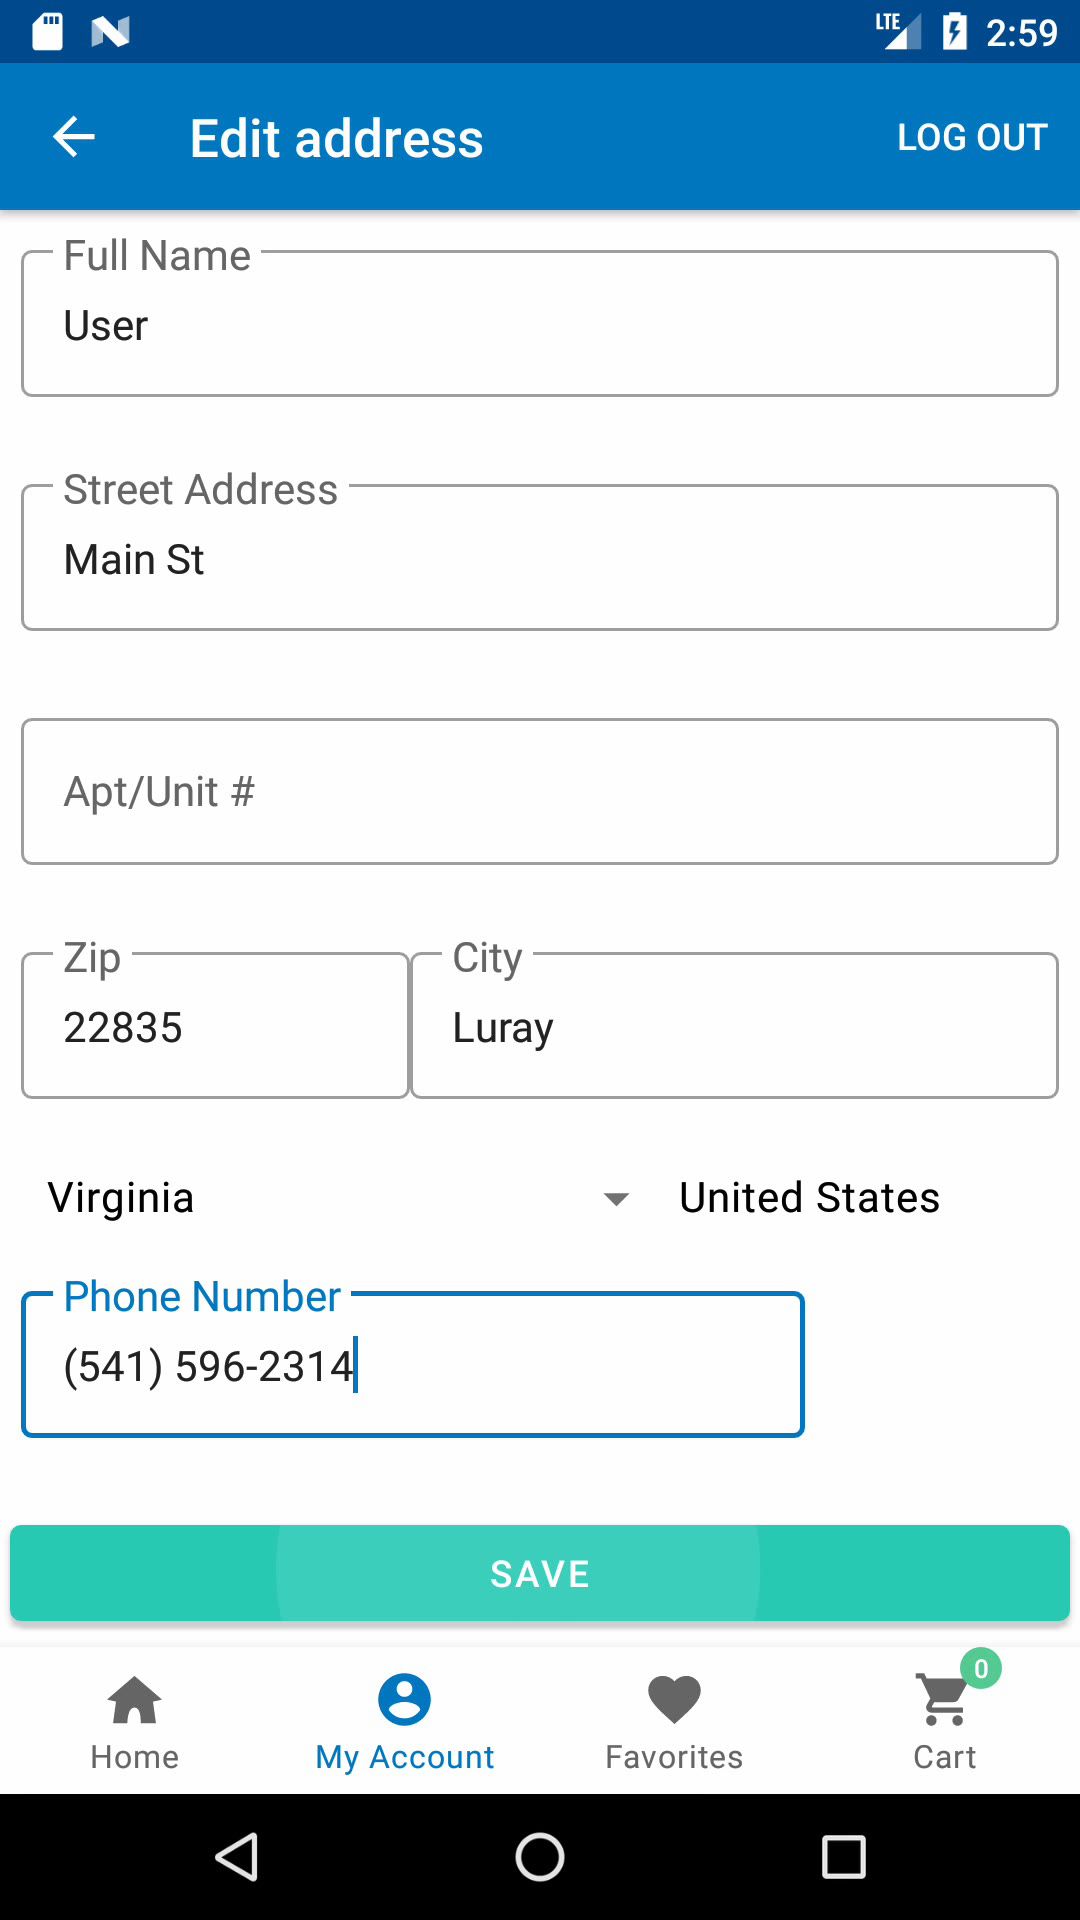 LTE 2:59
Edit address LOG OUT
Full Name
User
Street Address
Main St
Apt/Unit #
Zip City
22835 Luray
Virginia United States
Phone Number
(541) 596-2314
SAVE
0
Home My Account Favorites Cart